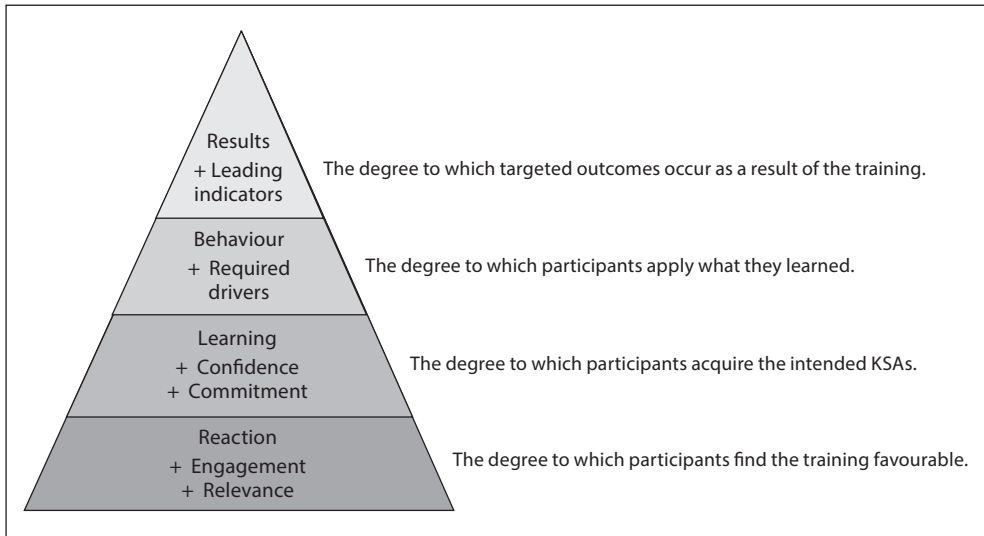 Results
+ Leading
indicators
The degree to which targeted outcomes occur as a result of the training.
Behaviour
+ Required
drivers
The degree to which participants apply what they learned.
Learning
+ Confidence
+ Commitment
The degree to which participants acquire the intended KSAs.
Reaction
+ Engagement
+ Relevance
The degree to which participants find the training favourable.